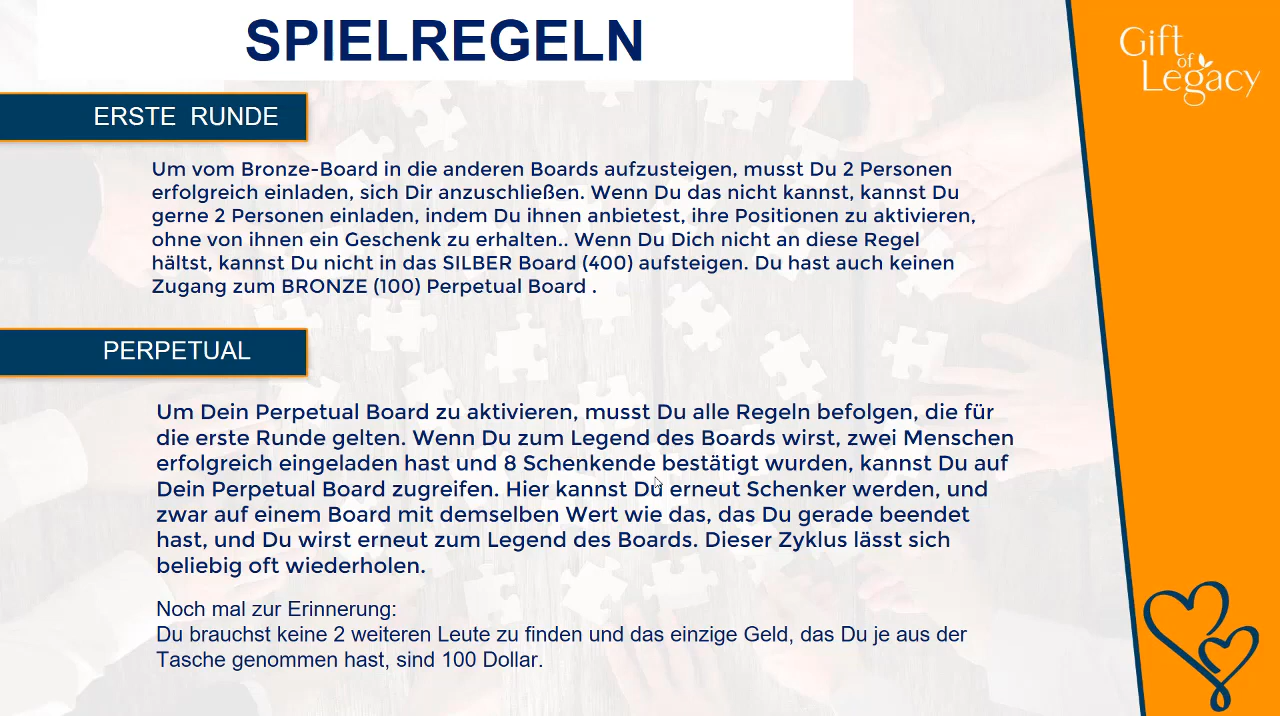 SPIELREGELN
Gift
of
Legacy
ERSTE RUNDE
Um vom Bronze-Board in die anderen Boards aufzusteigen, musst Du 2 Personen
erfolgreich einladen, sich Dir anzuschließen. Wenn Du das nicht kannst, kannst Du
gerne 2 Personen einladen, indem Du ihnen anbietest, ihre Positionen zu aktivieren,
ohne von ihnen ein Geschenk zu erhalten.. Wenn Du Dich nicht an diese Regel
hältst, kannst Du nicht in das SILBER Board (400) aufsteigen. Du hast auch keinen
Zugang zum BRONZE (100) Perpetual Board .
PERPETUAL
Um Dein Perpetual Board zu aktivieren, musst Du alle Regeln befolgen, die für
die erste Runde gelten. Wenn Du zum Legend des Boards wirst, zwei Menschen
erfolgreich eingeladen hast und 8 Schenkende bestätigt wurden, kannst Du auf
Dein Perpetual Board zugreifen. Hier kannst Du erneut Schenker werden, und
zwar auf einem Board mit demselben Wert wie das, das Du gerade beendet
hast, und Du wirst erneut zum Legend des Boards. Dieser Zyklus lässt sich
beliebig oft wiederholen.
Noch mal zur Erinnerung:
Du brauchst keine 2 weiteren Leute zu finden und das einzige Geld, das Du je aus der
Tasche genommen hast, sind 100 Dollar.